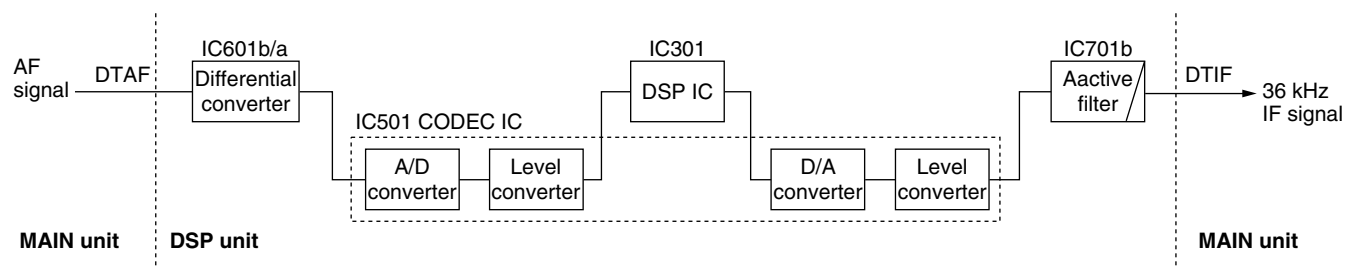 AF
signal
DTAF
IC601b/a
Differential
converter
IC501 CODEC IC
A/D
converter
Level
converter
IC301
DSP IC
D/A
converter
Level
converter
IC701b
Aactive
filter
DTIF
36 kHz
IF signal
MAIN unit
DSP unit
MAIN unit